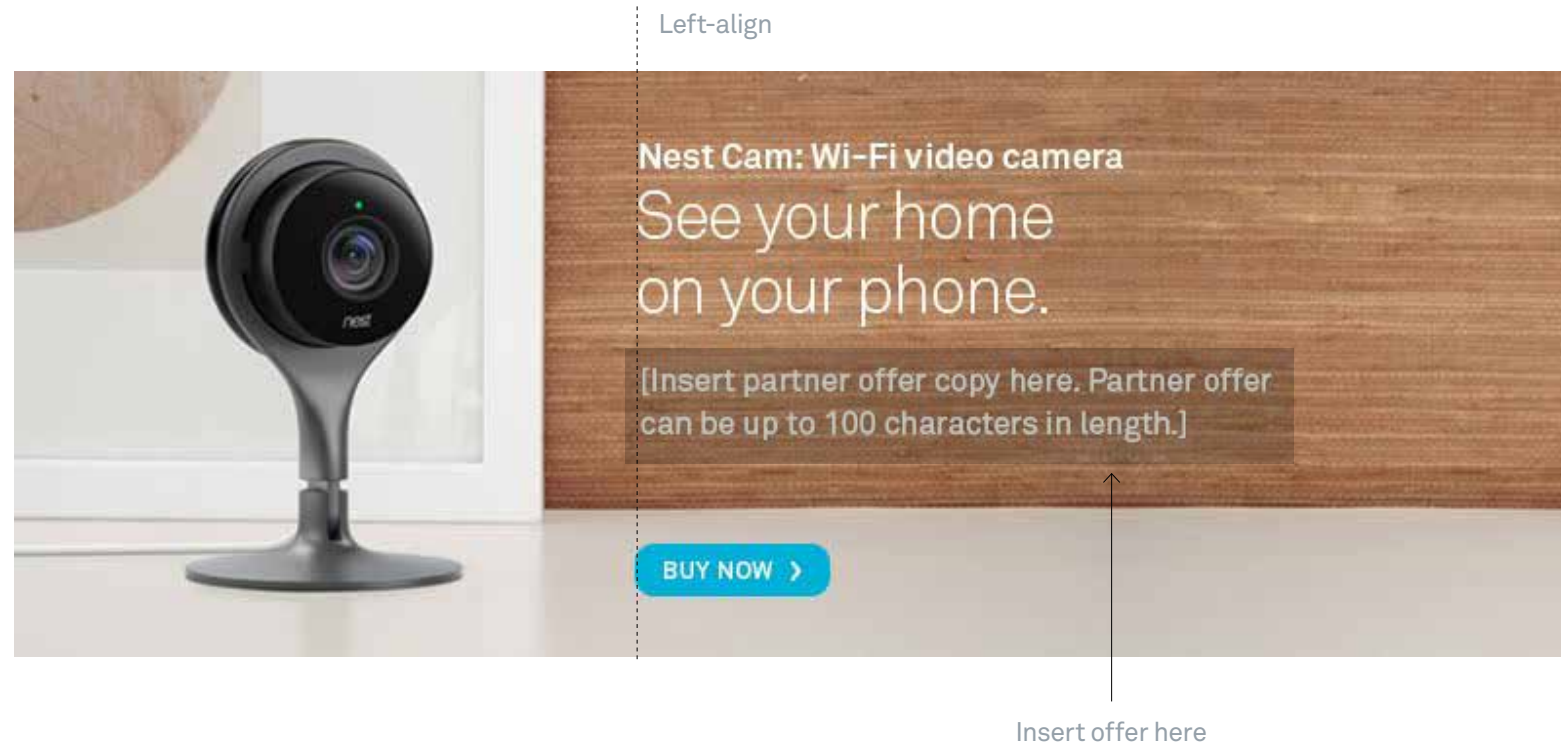 Left-align
Nest Cam: Wi-Fi video camera
See your home
on your phone.
nest
[Insert partner offer copy here. Partner offer
can be up to 100 characters in length.]
BUY NOW ❯
Insert offer here